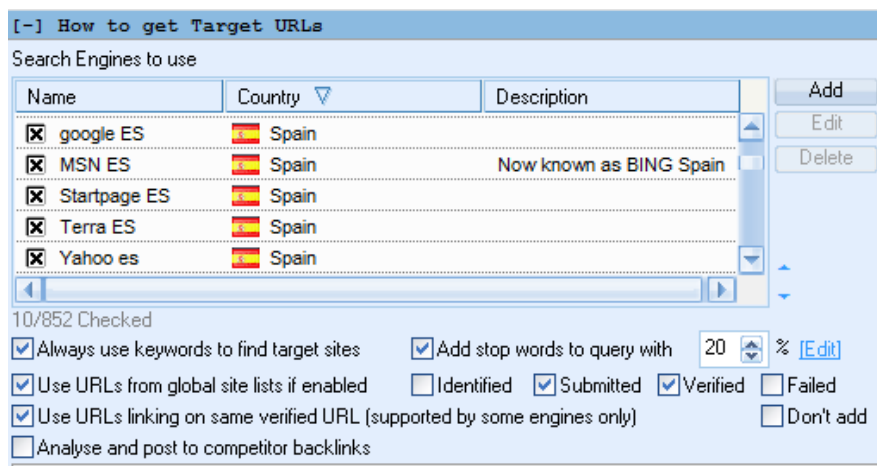 [-] How to get Target URLs
Search Engines to use
Name Country Description Add
google ES Spain Edit
MSN ES Spain Now known as BING Spain Delete
Startpage ES Spain
Terra ES Spain
Yahoo es Spain
10/852 Checked
Always use keywords to find target sites Add stop words to query with 20 % [Edit]
Use URLs from global site lists if enabled Identified Submitted Verified Failed
Use URLs linking on same verified URL (supported by some engines only) Don't add
Analyse and post to competitor backlinks